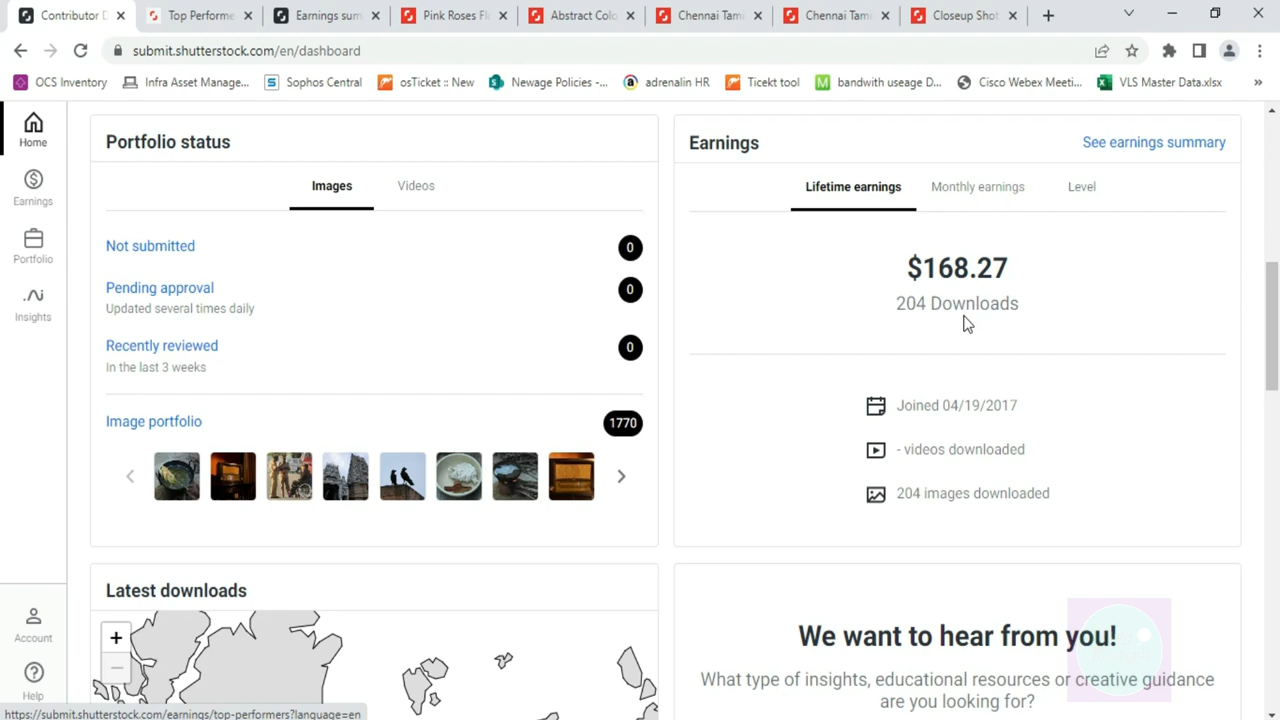 Contributor D
Top Performe
Earnings sum
Pink Roses Fl
Abstract Colo
Chennai Tami
Chennai Tami
Closeup Shot
submit.shutterstock.com/en/dashboard
OCS Inventory
Infra Asset Manage...
Sophos Central
osTicket :: New
Newage Policies -...
adrenalin HR
Ticekt tool
bandwith useage D...
Cisco Webex Meeti...
VLS Master Data.xlsx
Home
Earnings
Portfolio
Insights
Account
Help
Portfolio status
Images
Videos
Not submitted
0
Pending approval
0
Updated several times daily
Recently reviewed
0
In the last 3 weeks
Image portfolio
1770
Latest downloads
+
−
Earnings
See earnings summary
Lifetime earnings
Monthly earnings
Level
$168.27
204 Downloads
Joined 04/19/2017
- videos downloaded
204 images downloaded
We want to hear from you!
What type of insights, educational resources or creative guidance
are you looking for?
https://submit.shutterstock.com/earnings/top-performers?language=en